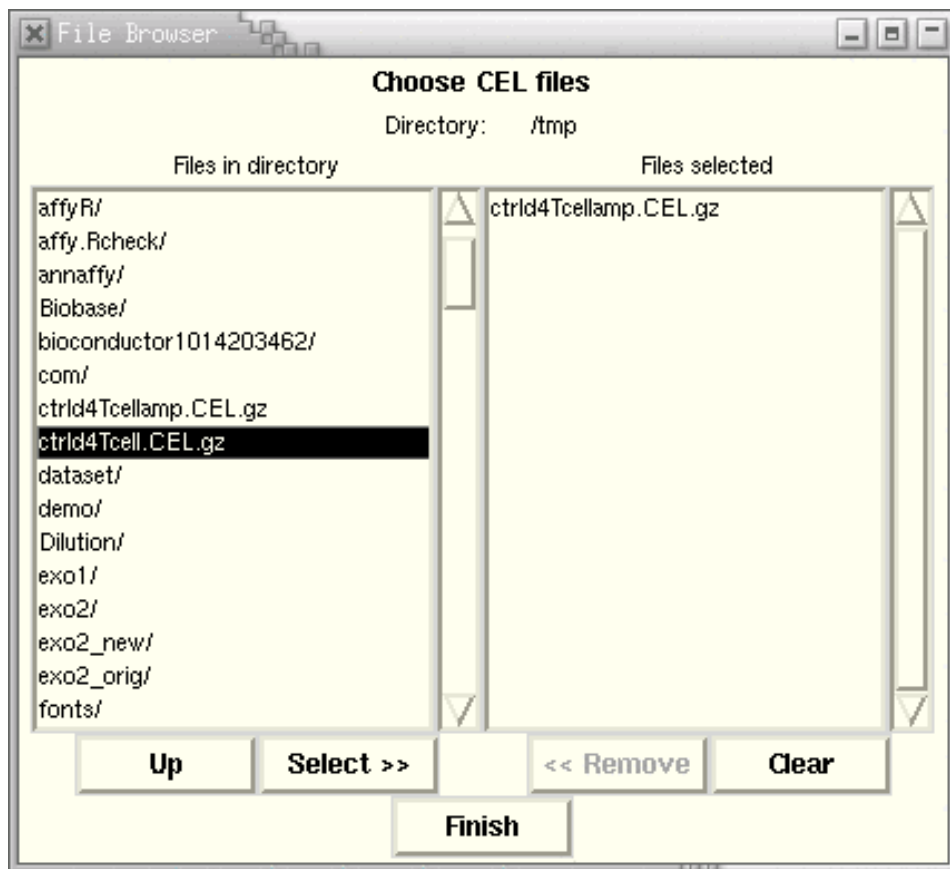 File Browser
Choose CEL files
Directory: /tmp
Files in directory
Files selected
affyR/
affy.Rcheck/
annaffy/
Biobase/
bioconductor1014203462/
com/
ctrld4Tcellamp.CEL.gz
ctrld4Tcell.CEL.gz
dataset/
demo/
Dilution/
exo1/
exo2/
exo2_new/
exo2_orig/
fonts/
ctrld4Tcellamp.CEL.gz
Up
Select >>
<< Remove
Clear
Finish